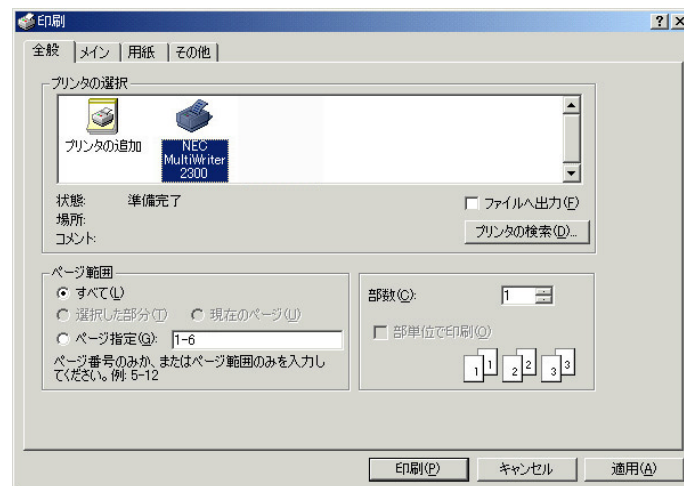 印刷
全般 メイン 用紙 その他
プリンタの選択
プリンタの追加
NEC
MultiWriter
2300
状態: 準備完了
ファイルへ出力(F)
場所:
コメント:
プリンタの検索(D)...
ページ範囲
すべて(L)
選択した部分(T) 現在のページ(U)
ページ指定(G): 1-6
ページ番号のみか、またはページ範囲のみを入力し
てください。例: 5-12
部数(C): 1
部単位で印刷(O)
1 1 2 2 3 3
印刷(P) キャンセル 適用(A)